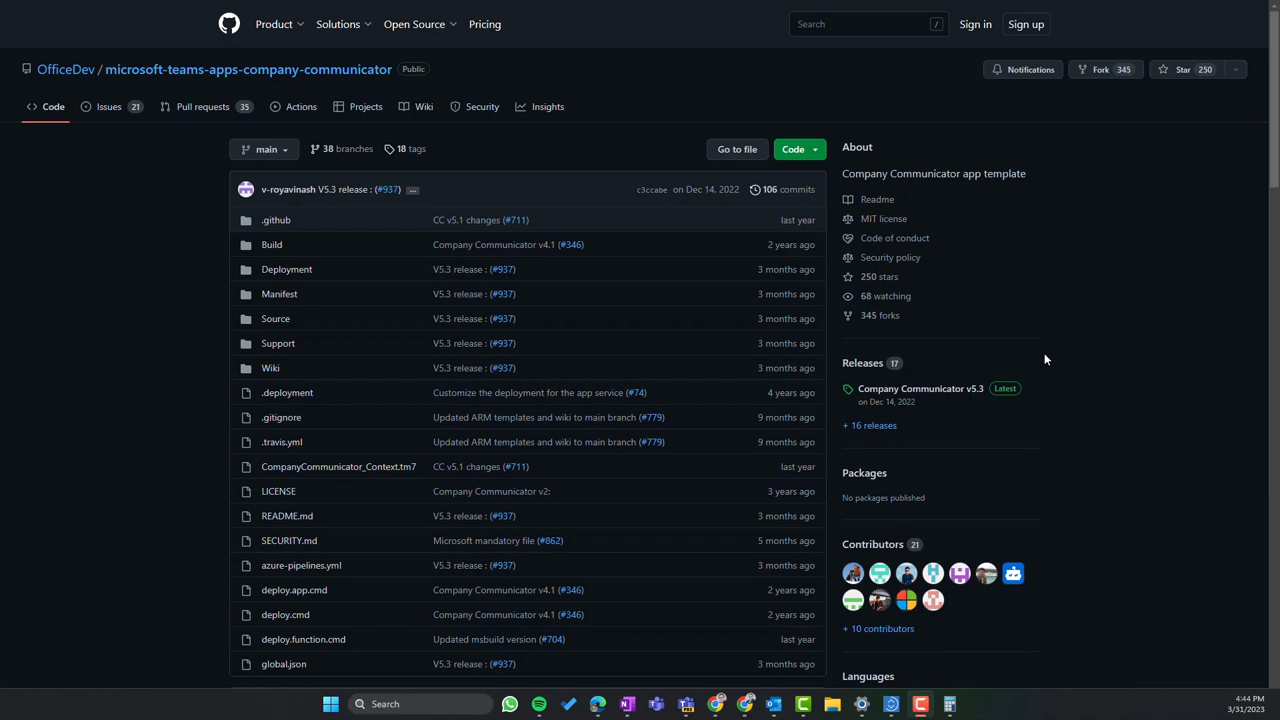 Product Solutions Open Source Pricing Search / Sign in Sign up
OfficeDev / microsoft-teams-apps-company-communicator Public Notifications Fork 345 Star 250
Code Issues 21 Pull requests 35 Actions Projects Wiki Security Insights
main 38 branches 18 tags Go to file Code
v-royavinash V5.3 release : (#937) ... c3ccabe on Dec 14, 2022 106 commits
.github CC v5.1 changes (#711) last year
Build Company Communicator v4.1 (#346) 2 years ago
Deployment V5.3 release : (#937) 3 months ago
Manifest V5.3 release : (#937) 3 months ago
Source V5.3 release : (#937) 3 months ago
Support V5.3 release : (#937) 3 months ago
Wiki V5.3 release : (#937) 3 months ago
.deployment Customize the deployment for the app service (#74) 4 years ago
.gitignore Updated ARM templates and wiki to main branch (#779) 9 months ago
.travis.yml Updated ARM templates and wiki to main branch (#779) 9 months ago
CompanyCommunicator_Context.tm7 CC v5.1 changes (#711) last year
LICENSE Company Communicator v2: 3 years ago
README.md V5.3 release : (#937) 3 months ago
SECURITY.md Microsoft mandatory file (#862) 5 months ago
azure-pipelines.yml V5.3 release : (#937) 3 months ago
deploy.app.cmd Company Communicator v4.1 (#346) 2 years ago
deploy.cmd Company Communicator v4.1 (#346) 2 years ago
deploy.function.cmd Updated msbuild version (#704) last year
global.json V5.3 release : (#937) 3 months ago
About
Company Communicator app template
Readme
MIT license
Code of conduct
Security policy
250 stars
68 watching
345 forks
Releases 17
Company Communicator v5.3 Latest
on Dec 14, 2022
+ 16 releases
Packages
No packages published
Contributors 21
+ 10 contributors
Languages
Search
4:44 PM
3/31/2023